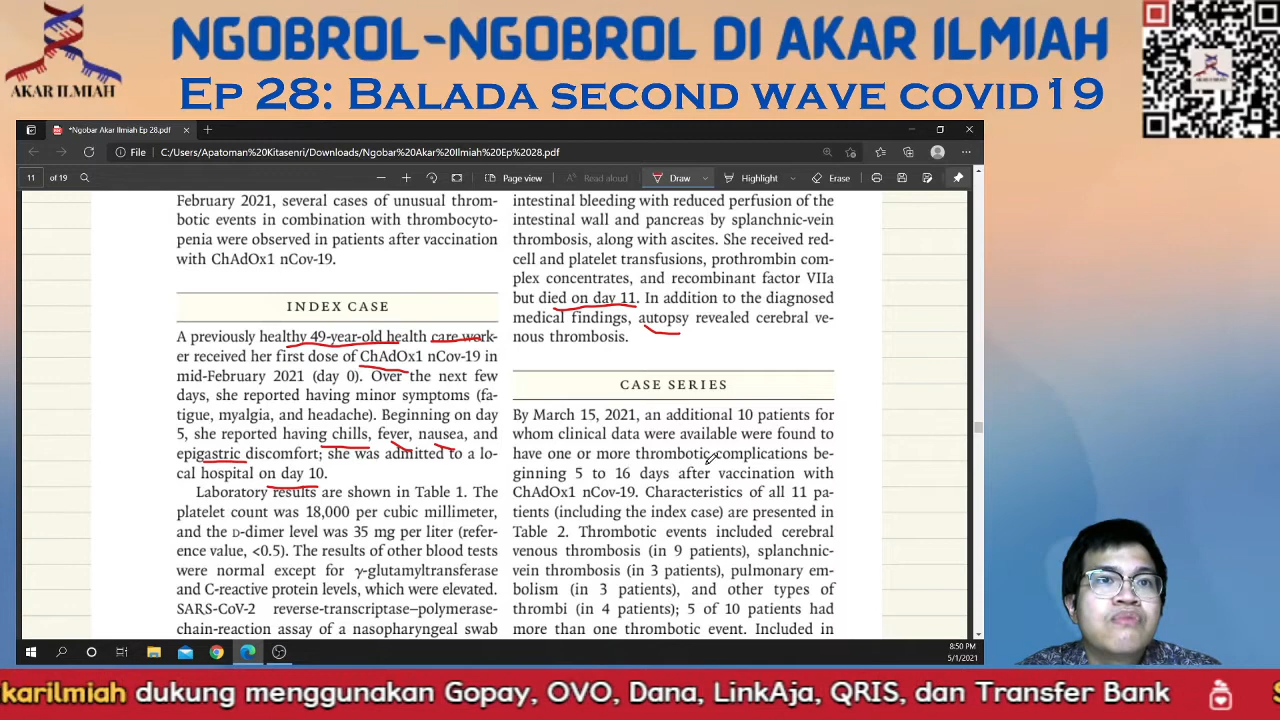 NGOBROL-NGOBROL DI AKAR ILMIAH
AKAR ILMIAH
Ep 28: Balada second wave covid19
*Ngobar Akar Ilmiah Ep 28.pdf
File
C:/Users/Apatoman%20Kitasenri/Downloads/Ngobar%20Akar%20Ilmiah%20Ep%2028.pdf
11 of 19
Page view
Read aloud
Draw
Highlight
Erase
February 2021, several cases of unusual throm-
botic events in combination with thrombocyto-
penia were observed in patients after vaccination
with ChAdOx1 nCov-19.
INDEX CASE
A previously healthy 49-year-old health care work-
er received her first dose of ChAdOx1 nCov-19 in
mid-February 2021 (day 0). Over the next few
days, she reported having minor symptoms (fa-
tigue, myalgia, and headache). Beginning on day
5, she reported having chills, fever, nausea, and
epigastric discomfort; she was admitted to a lo-
cal hospital on day 10.
Laboratory results are shown in Table 1. The
platelet count was 18,000 per cubic millimeter,
and the D-dimer level was 35 mg per liter (refer-
ence value, <0.5). The results of other blood tests
were normal except for γ-glutamyltransferase
and C-reactive protein levels, which were elevated.
SARS-CoV-2 reverse-transcriptase–polymerase-
chain-reaction assay of a nasopharyngeal swab
intestinal bleeding with reduced perfusion of the
intestinal wall and pancreas by splanchnic-vein
thrombosis, along with ascites. She received red-
cell and platelet transfusions, prothrombin com-
plex concentrates, and recombinant factor VIIa
but died on day 11. In addition to the diagnosed
medical findings, autopsy revealed cerebral ve-
nous thrombosis.
CASE SERIES
By March 15, 2021, an additional 10 patients for
whom clinical data were available were found to
have one or more thrombotic complications be-
ginning 5 to 16 days after vaccination with
ChAdOx1 nCov-19. Characteristics of all 11 pa-
tients (including the index case) are presented in
Table 2. Thrombotic events included cerebral
venous thrombosis (in 9 patients), splanchnic-
vein thrombosis (in 3 patients), pulmonary em-
bolism (in 3 patients), and other types of
thrombi (in 4 patients); 5 of 10 patients had
more than one thrombotic event. Included in
8:50 PM
5/1/2021
karilmiah dukung menggunakan Gopay, OVO, Dana, LinkAja, QRIS, dan Transfer Bank